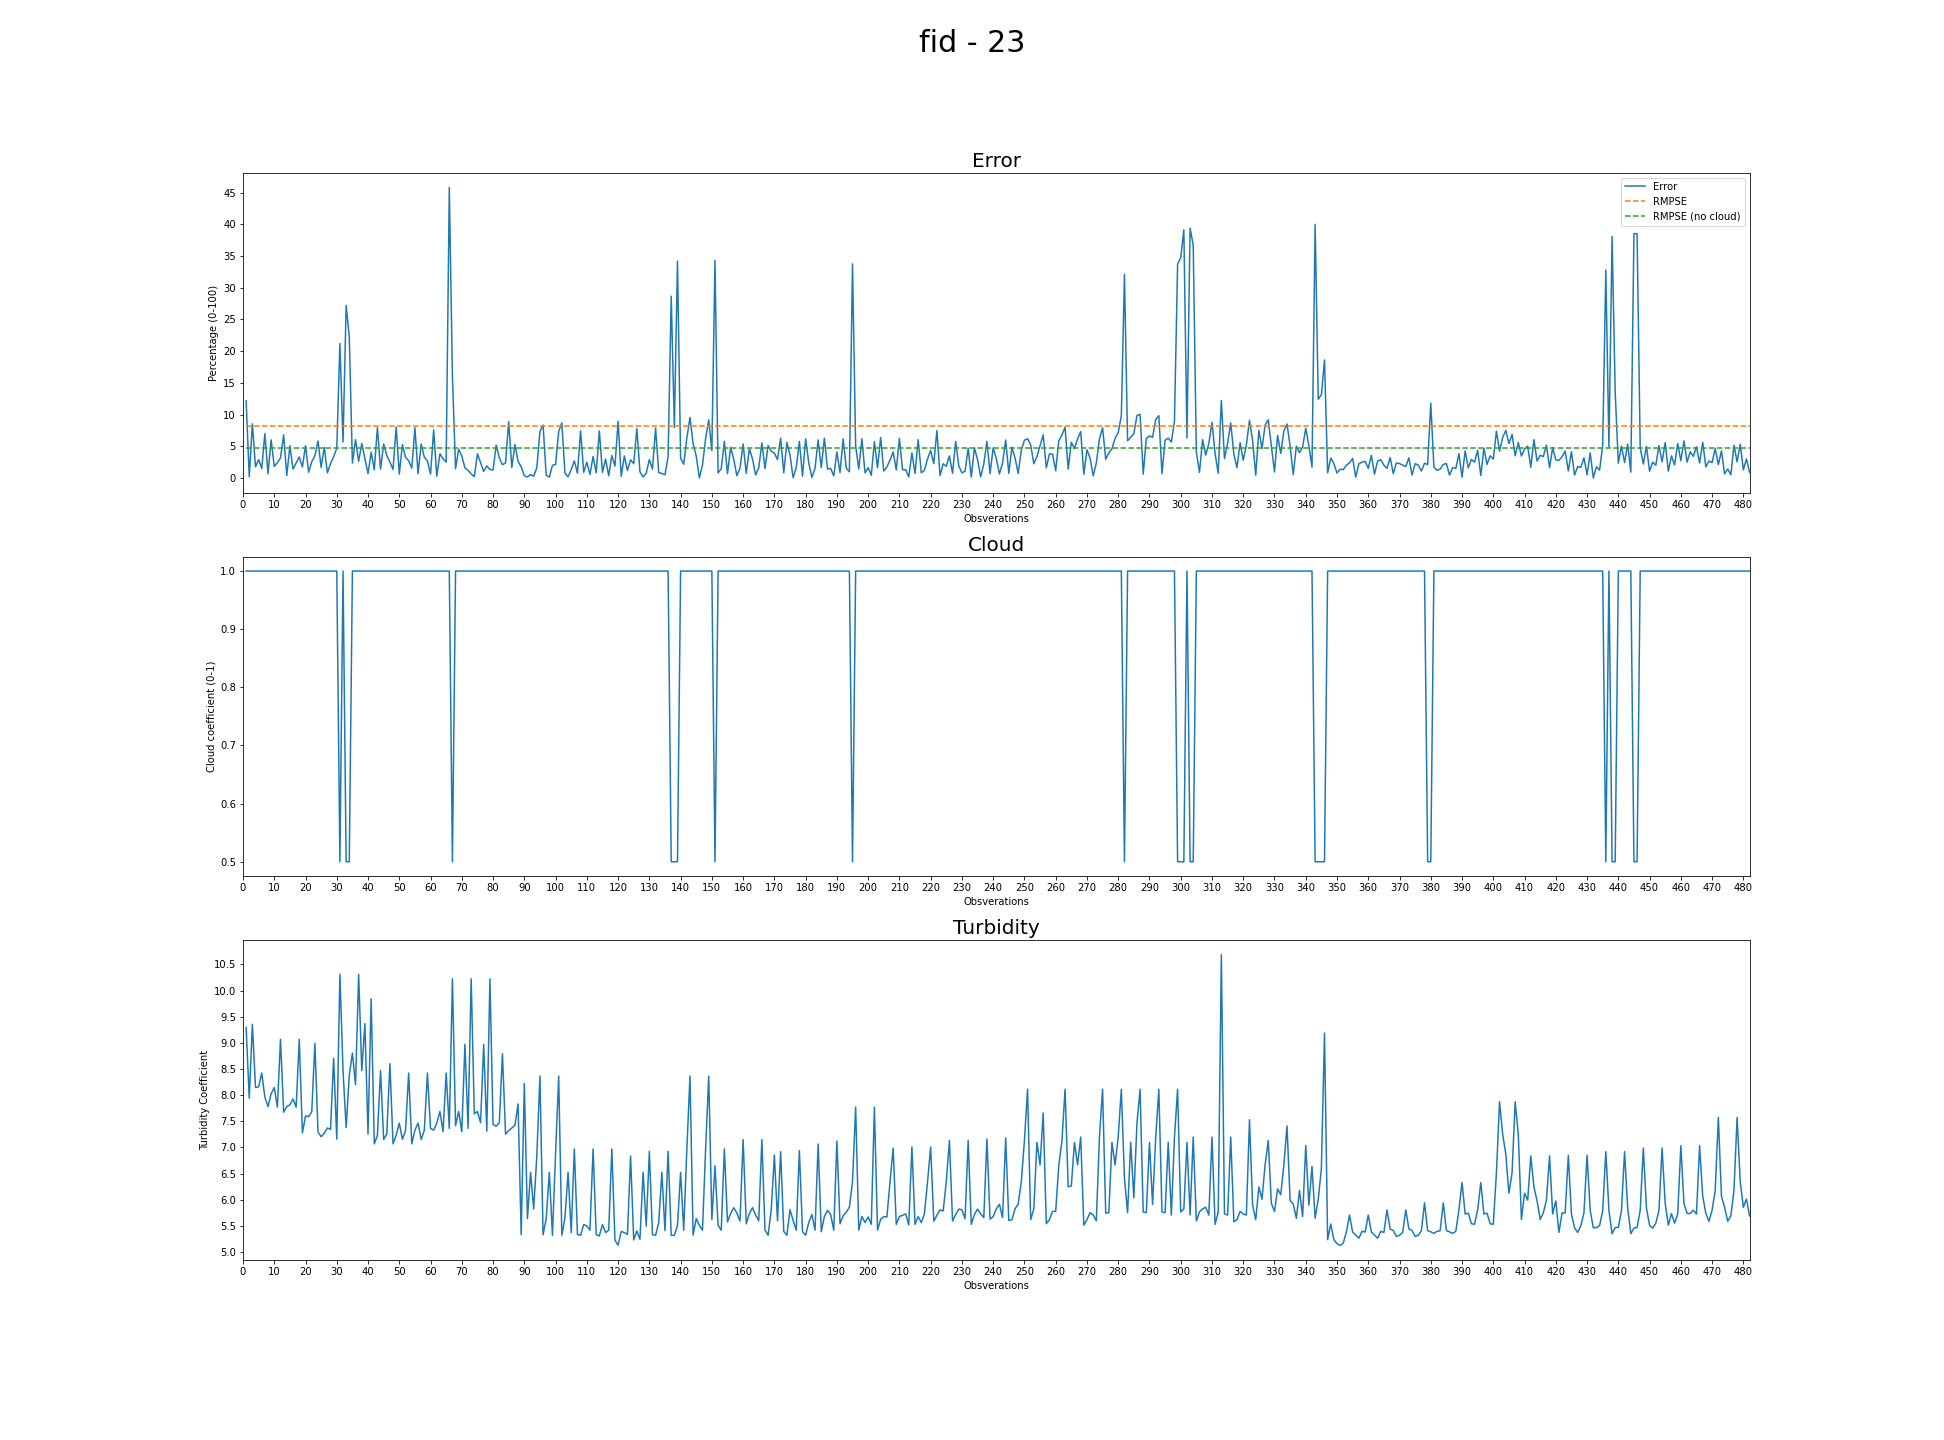 fid - 23
Error
Percentage (0-100)
45
40
35
30
25
20
15
10
5
0
Error
RMPSE
RMPSE (no cloud)
0 10 20 30 40 50 60 70 80 90 100 110 120 130 140 150 160 170 180 190 200 210 220 230 240 250 260 270 280 290 300 310 320 330 340 350 360 370 380 390 400 410 420 430 440 450 460 470 480
Obsverations
Cloud
Cloud coefficient (0-1)
1.0
0.9
0.8
0.7
0.6
0.5
0 10 20 30 40 50 60 70 80 90 100 110 120 130 140 150 160 170 180 190 200 210 220 230 240 250 260 270 280 290 300 310 320 330 340 350 360 370 380 390 400 410 420 430 440 450 460 470 480
Obsverations
Turbidity
Turbidity Coefficient
10.5
10.0
9.5
9.0
8.5
8.0
7.5
7.0
6.5
6.0
5.5
5.0
0 10 20 30 40 50 60 70 80 90 100 110 120 130 140 150 160 170 180 190 200 210 220 230 240 250 260 270 280 290 300 310 320 330 340 350 360 370 380 390 400 410 420 430 440 450 460 470 480
Obsverations